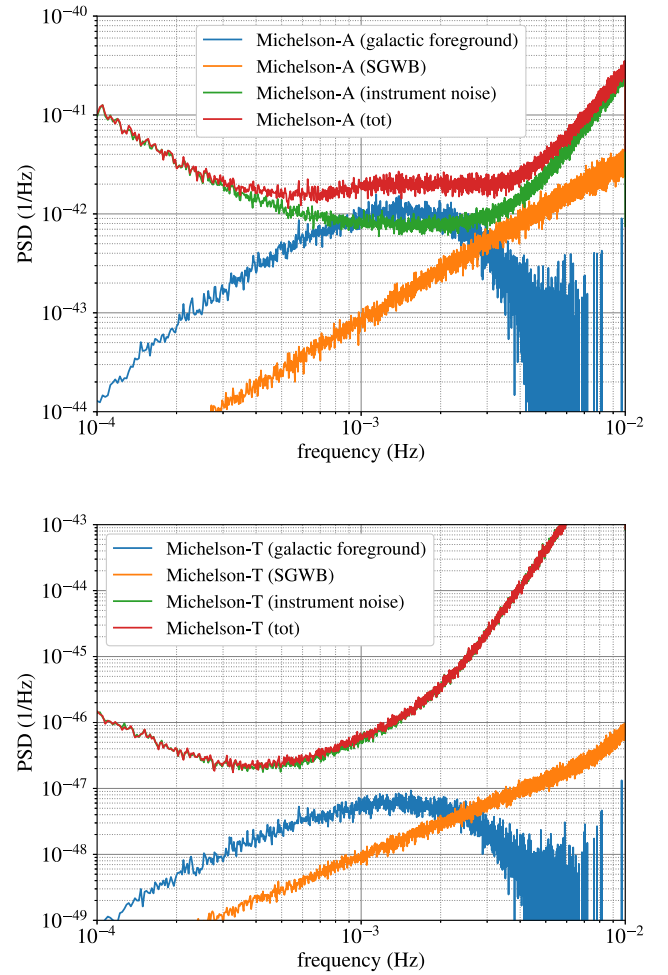 10⁻⁴⁰
Michelson-A (galactic foreground)
Michelson-A (SGWB)
Michelson-A (instrument noise)
Michelson-A (tot)
10⁻⁴¹
10⁻⁴²
10⁻⁴³
10⁻⁴⁴
PSD (1/Hz)
10⁻⁴ 10⁻³ 10⁻²
frequency (Hz)
10⁻⁴³
Michelson-T (galactic foreground)
Michelson-T (SGWB)
Michelson-T (instrument noise)
Michelson-T (tot)
10⁻⁴⁴
10⁻⁴⁵
10⁻⁴⁶
10⁻⁴⁷
10⁻⁴⁸
10⁻⁴⁹
PSD (1/Hz)
10⁻⁴ 10⁻³ 10⁻²
frequency (Hz)